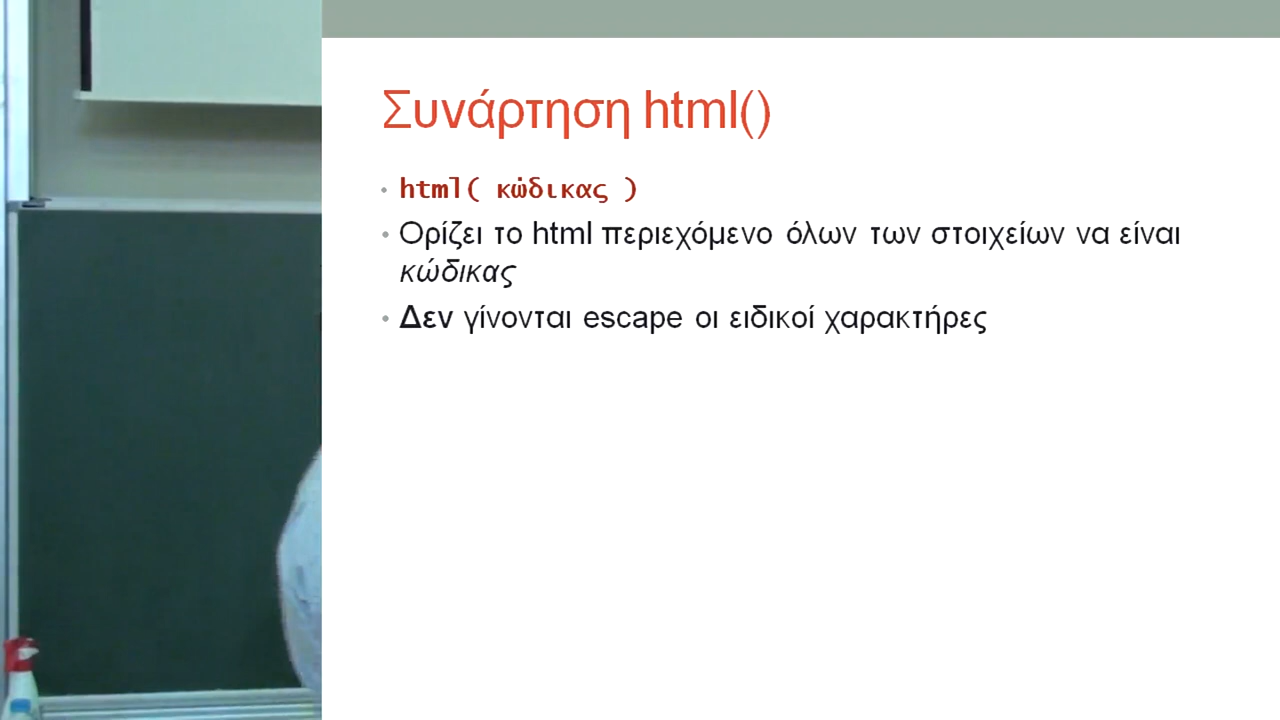 Συνάρτηση html()
• html( κώδικας )
• Ορίζει το html περιεχόμενο όλων των στοιχείων να είναι
κώδικας
• Δεν γίνονται escape οι ειδικοί χαρακτήρες